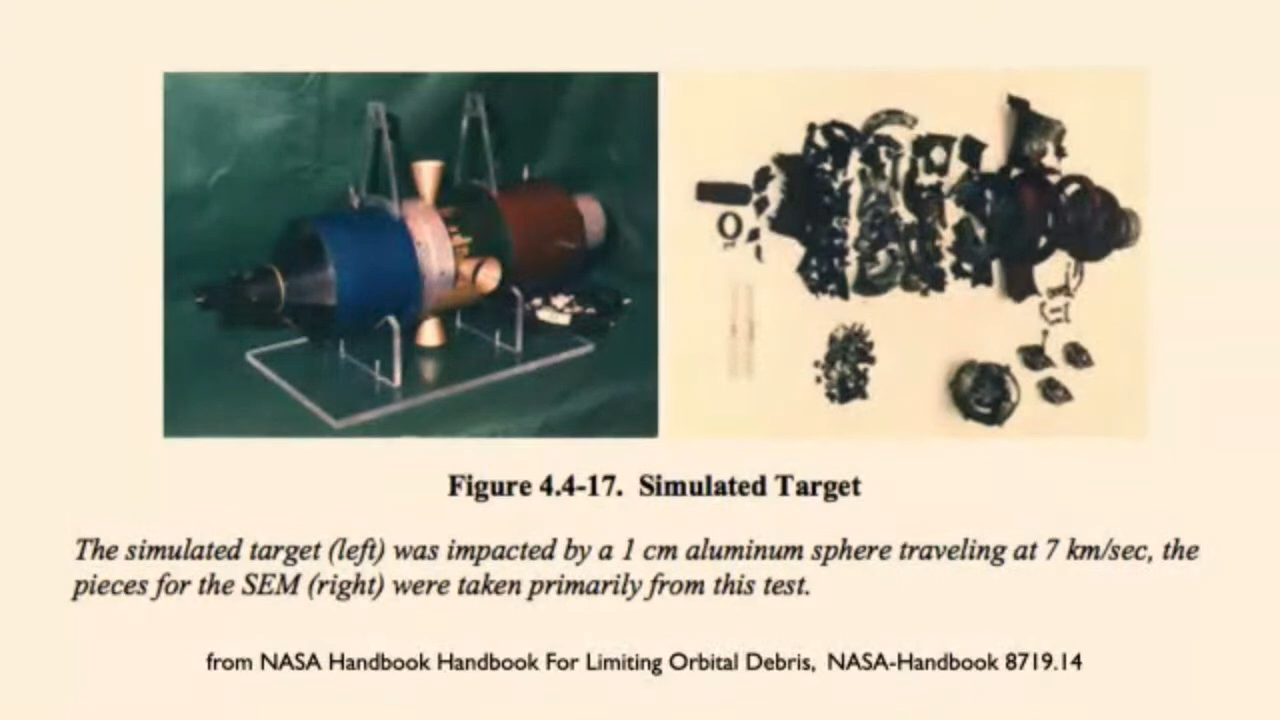 Figure 4.4-17. Simulated Target
The simulated target (left) was impacted by a 1 cm aluminum sphere traveling at 7 km/sec, the
pieces for the SEM (right) were taken primarily from this test.
from NASA Handbook Handbook For Limiting Orbital Debris, NASA-Handbook 8719.14